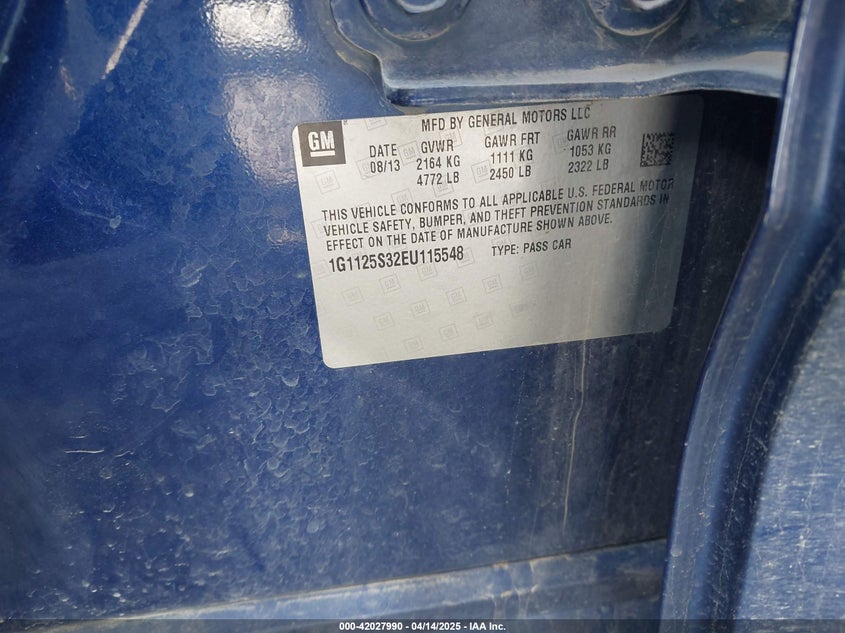 GM
MFD BY GENERAL MOTORS LLC
DATE GVWR GAWR FRT GAWR RR
08/13 2164 KG 1111 KG 1053 KG
4772 LB 2450 LB 2322 LB
THIS VEHICLE CONFORMS TO ALL APPLICABLE U.S. FEDERAL MOTOR
VEHICLE SAFETY, BUMPER, AND THEFT PREVENTION STANDARDS IN
EFFECT ON THE DATE OF MANUFACTURE SHOWN ABOVE.
1G1125S32EU115548 TYPE: PASS CAR
000-42027990 - 04/14/2025 - IAA Inc.